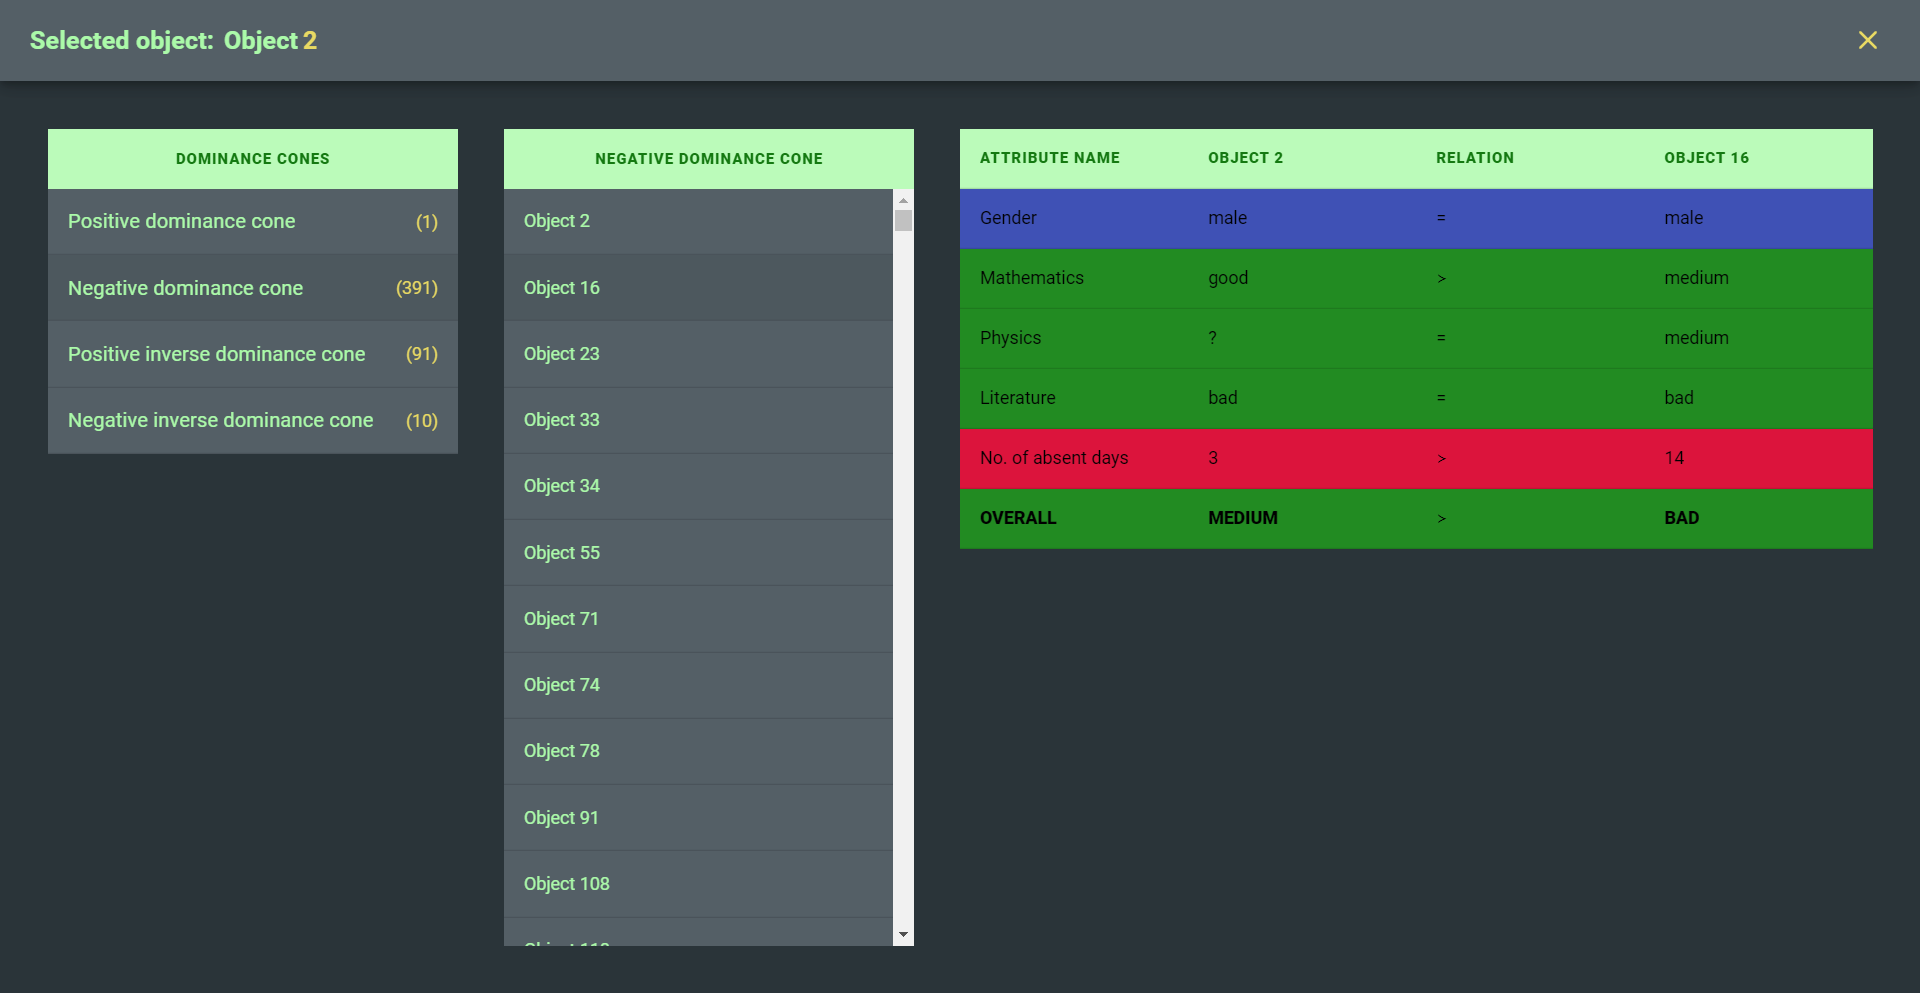 Selected object: Object 2
DOMINANCE CONES
Positive dominance cone (1)
Negative dominance cone (391)
Positive inverse dominance cone (91)
Negative inverse dominance cone (10)
NEGATIVE DOMINANCE CONE
Object 2
Object 16
Object 23
Object 33
Object 34
Object 55
Object 71
Object 74
Object 78
Object 91
Object 108
ATTRIBUTE NAME OBJECT 2 RELATION OBJECT 16
Gender male = male
Mathematics good > medium
Physics ? = medium
Literature bad = bad
No. of absent days 3 > 14
OVERALL MEDIUM > BAD